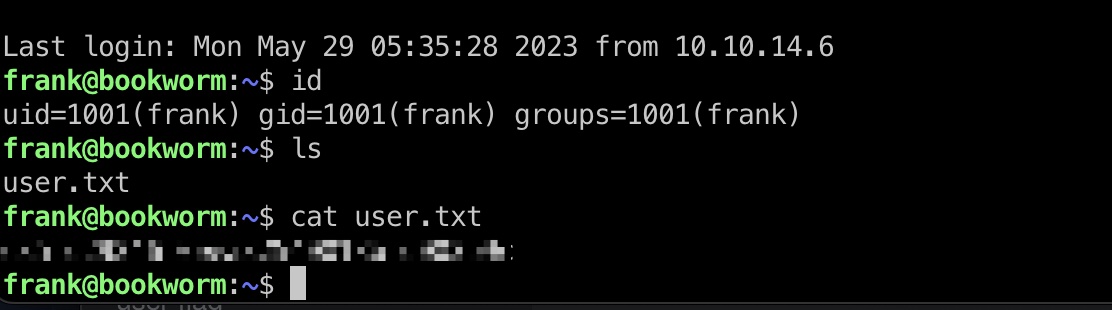 Last login: Mon May 29 05:35:28 2023 from 10.10.14.6
frank@bookworm:~$ id
uid=1001(frank) gid=1001(frank) groups=1001(frank)
frank@bookworm:~$ ls
user.txt
frank@bookworm:~$ cat user.txt
frank@bookworm:~$